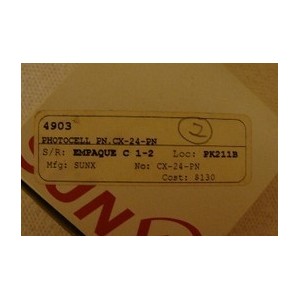 4903
2
PHOTOCELL PN.CX-24-PN
S/R: EMPAQUE C 1-2 Loc: PK211B
Mfg: SUNX No: CX-24-PN
Cost: $130
SUNX